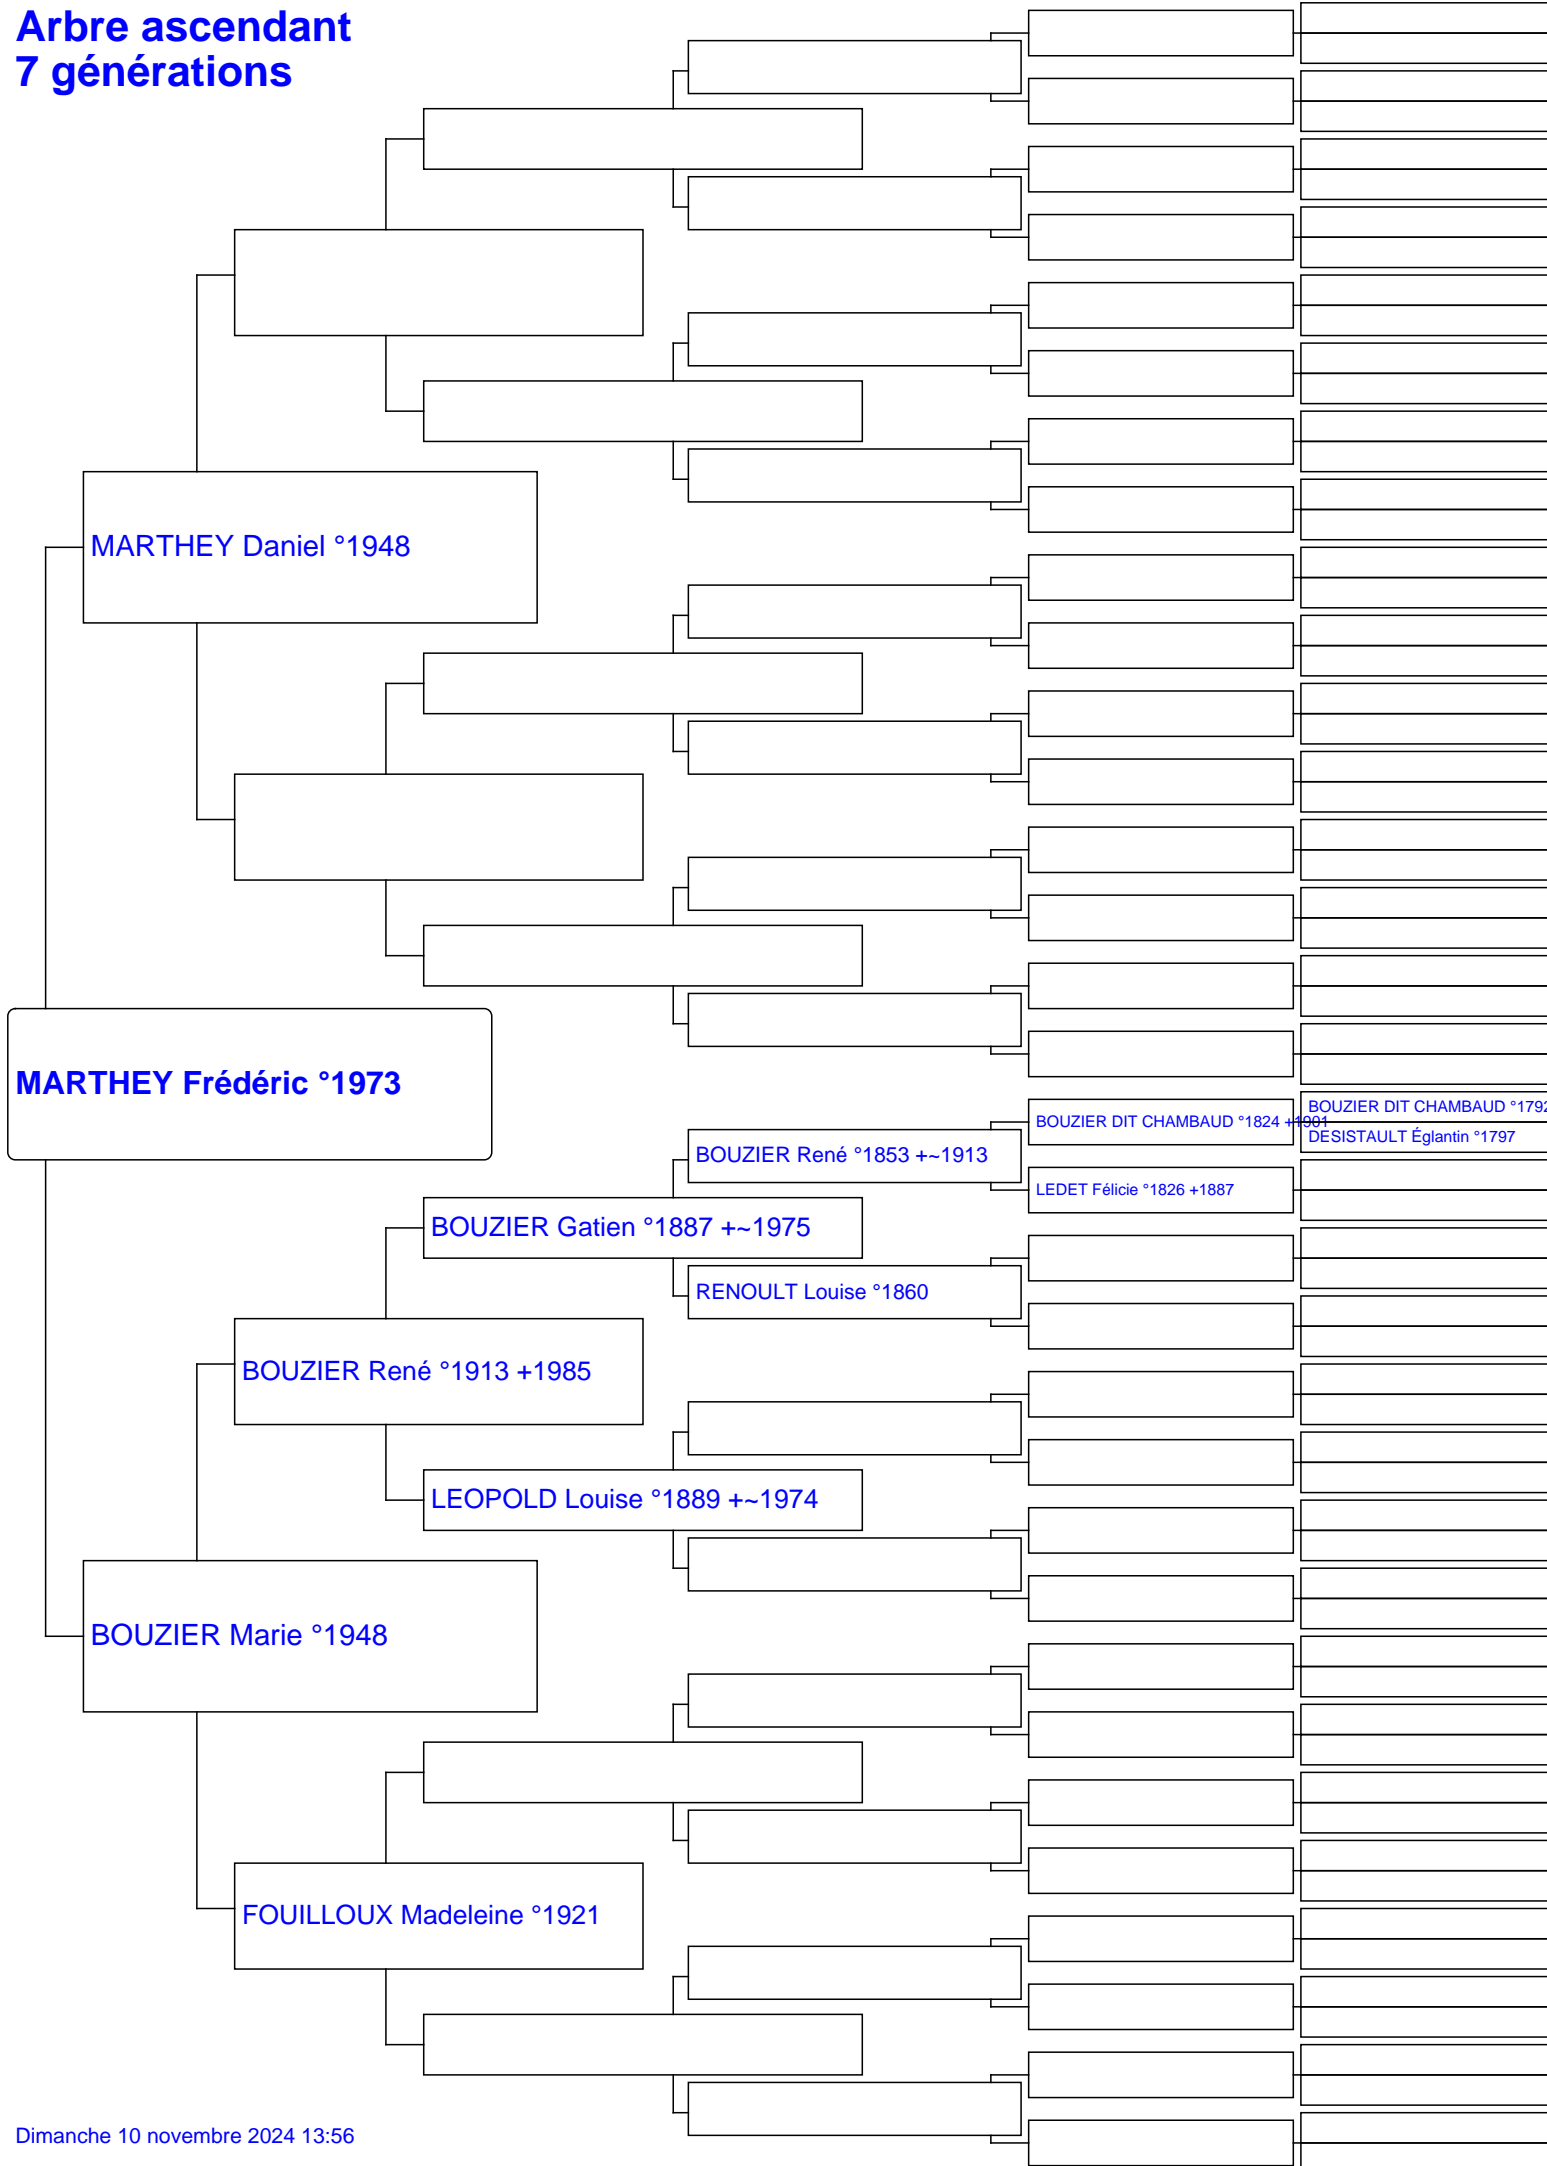 Arbre ascendant
7 générations
MARTHEY Daniel °1948
MARTHEY Frédéric °1973
BOUZIER DIT CHAMBAUD °1824 +1901
BOUZIER DIT CHAMBAUD °1792
DESISTAULT Églantin °1797
BOUZIER René °1853 +~1913
LEDET Félicie °1826 +1887
BOUZIER Gatien °1887 +~1975
RENOULT Louise °1860
BOUZIER René °1913 +1985
LEOPOLD Louise °1889 +~1974
BOUZIER Marie °1948
FOUILLOUX Madeleine °1921
Dimanche 10 novembre 2024 13:56